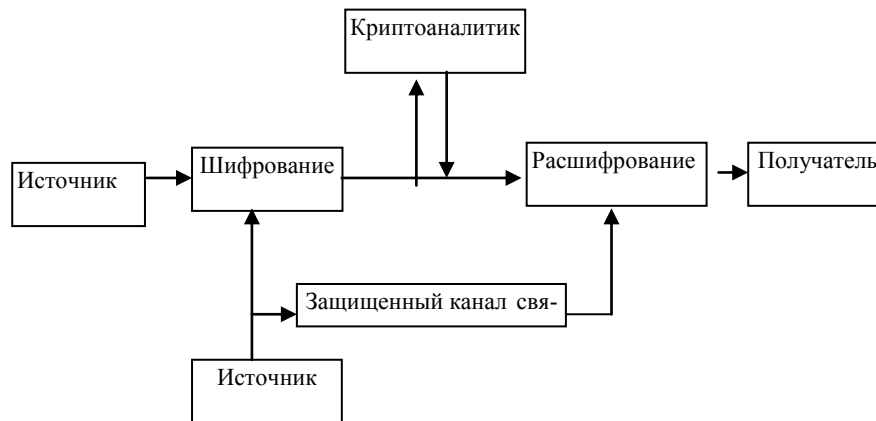 Криптоаналитик
Шифрование
Расшифрование
Получатель
Источник
Защищенный канал свя-
Источник